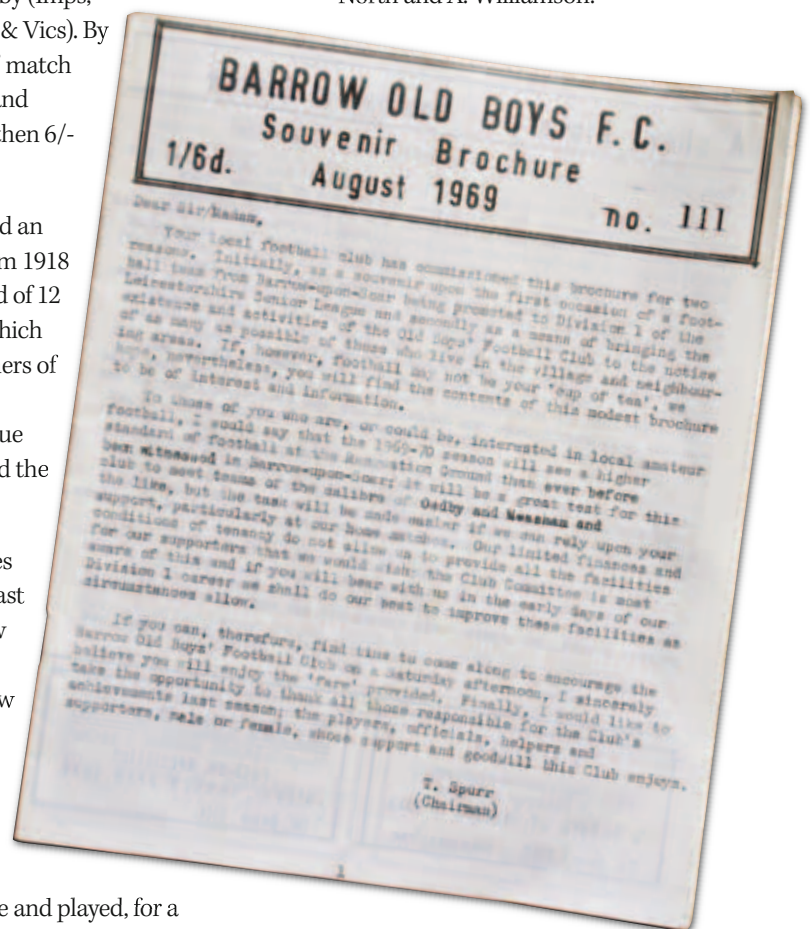 by (Imps,
North and A. Williamson.
& Vics). By
match
and
then 6/-
d an
m 1918
d of 12
which
ers of
ue
d the
es
ast
w
w
e and played, for a
BARROW OLD BOYS F.C.
Souvenir Brochure
1/6d. August 1969 no. 111
Dear Sir/Madam,
Your local football club has commissioned this brochure for two
reasons. Initially, as a souvenir upon the first occasion of a foot-
ball team from Barrow-upon-Soar being promoted to Division 1 of the
Leicestershire Senior League and secondly as a means of bringing the
existence and activities of the Old Boys' Football Club to the notice
of as many as possible of those who live in the village and neighbour-
ing areas. If, however, football may not be your 'cup of tea', we
hope, nevertheless, you will find the contents of this modest brochure
to be of interest and information.
To those of you who are, or could be, interested in local amateur
football, I would say that the 1969-70 season will see a higher
standard of football at the Recreation Ground than ever before
been witnessed in Barrow-upon-Soar; it will be a great test for this
club to meet teams of the calibre of Oadby and Measham and
the like, but the task will be made easier if we can rely upon your
support, particularly at our home matches. Our limited finances and
conditions of tenancy do not allow us to provide all the facilities
for our supporters that we would wish; the Club Committee is most
aware of this and if you will bear with us in the early days of our
Division 1 career we shall do our best to improve these facilities as
circumstances allow.
If you can, therefore, find time to come along to encourage the
Barrow Old Boys' Football Club on a Saturday afternoon, I sincerely
believe you will enjoy the 'fare' provided. Finally, I would like to
take the opportunity to thank all those responsible for the Club's
achievements last season; the players, officials, helpers and
supporters, male or female, whose support and goodwill this Club enjoys.
T. Spurr
(Chairman)
1